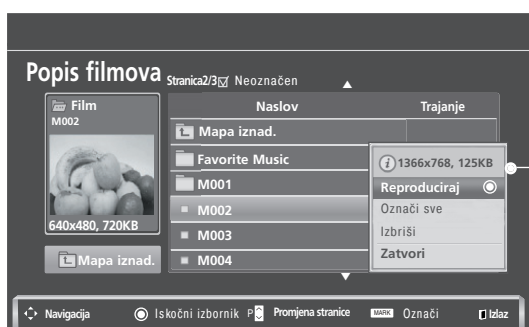 Popis filmova Stranica2/3 Neoznačen
Film
M002
640x480, 720KB
Mapa iznad.
Naslov Trajanje
Mapa iznad.
Favorite Music
M001
M002
M003
M004
1366x768, 125KB
Reproduciraj
Označi sve
Izbriši
Zatvori
Navigacija Iskočni izbornik P Promjena stranice MARK Označi Izlaz